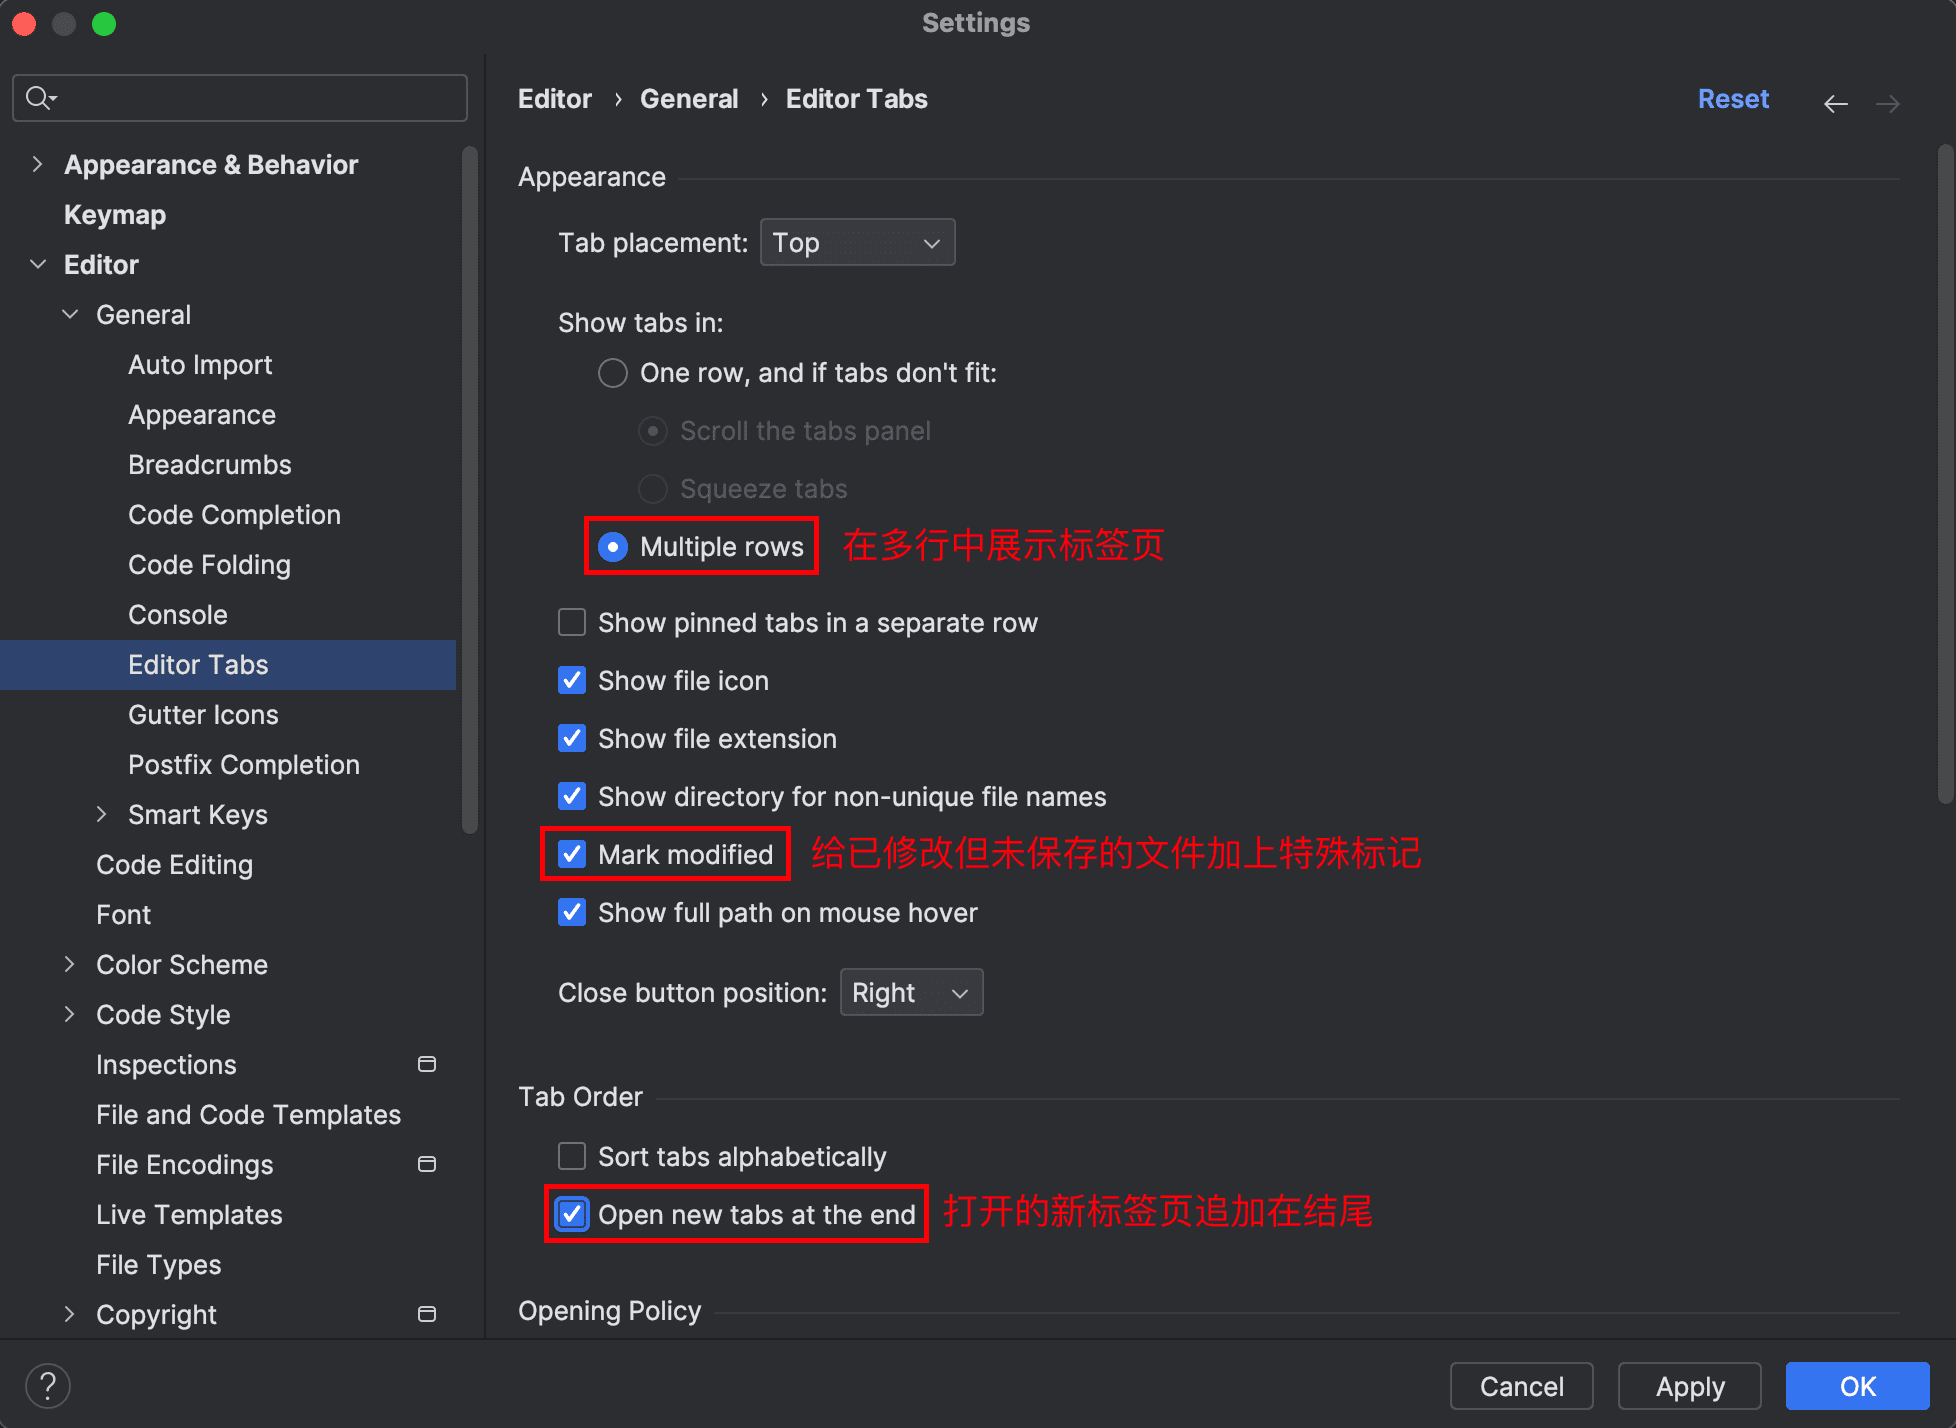 Settings
Appearance & Behavior
Keymap
Editor
General
Auto Import
Appearance
Breadcrumbs
Code Completion
Code Folding
Console
Editor Tabs
Gutter Icons
Postfix Completion
Smart Keys
Code Editing
Font
Color Scheme
Code Style
Inspections
File and Code Templates
File Encodings
Live Templates
File Types
Copyright
Editor › General › Editor Tabs
Reset
Appearance
Tab placement: Top
Show tabs in:
One row, and if tabs don't fit:
Scroll the tabs panel
Squeeze tabs
Multiple rows 在多行中展示标签页
Show pinned tabs in a separate row
Show file icon
Show file extension
Show directory for non-unique file names
Mark modified 给已修改但未保存的文件加上特殊标记
Show full path on mouse hover
Close button position: Right
Tab Order
Sort tabs alphabetically
Open new tabs at the end 打开的新标签页追加在结尾
Opening Policy
?
Cancel
Apply
OK